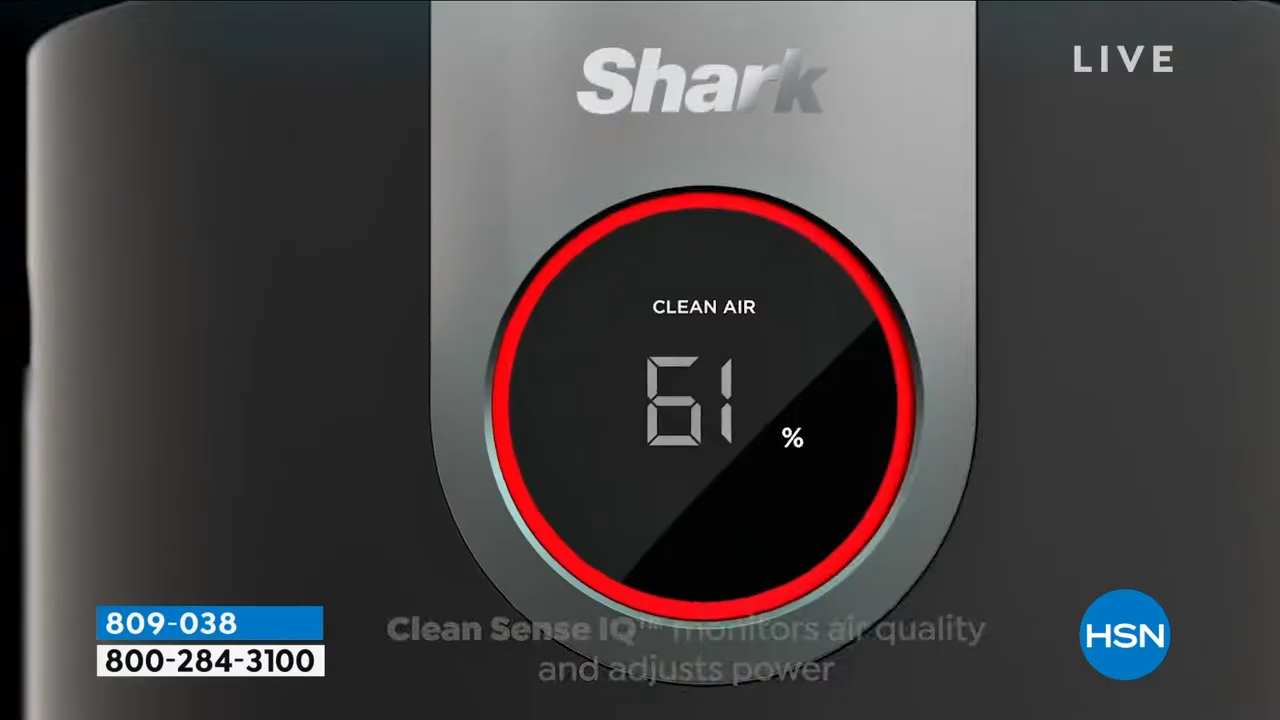 Shark
LIVE
CLEAN AIR
61
%
809-038
800-284-3100
Clean Sense IQ™ monitors air quality
and adjusts power
HSN